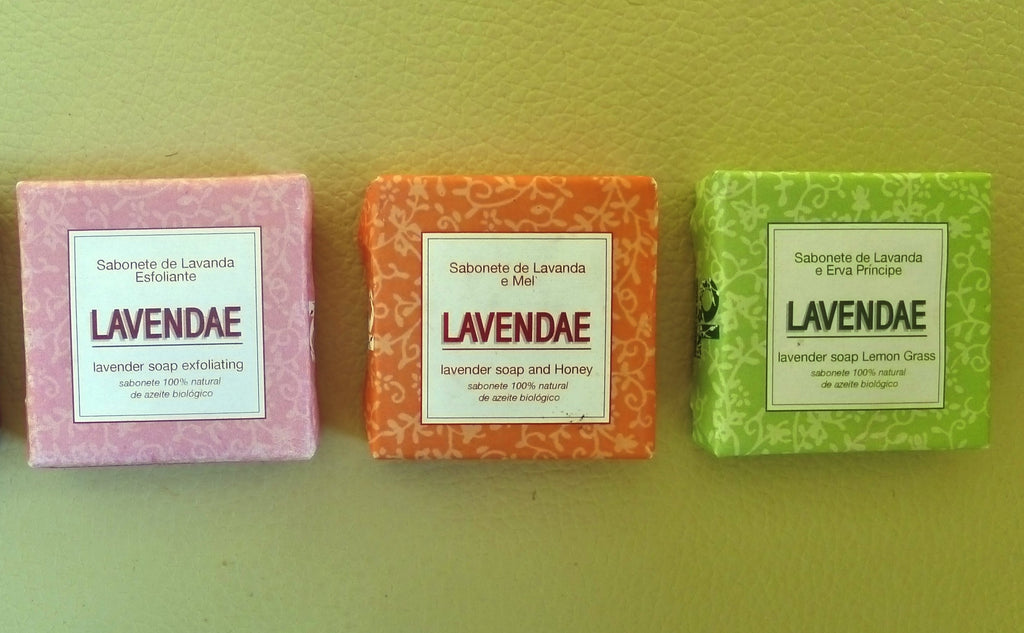 Sabonete de Lavanda
Esfoliante
LAVENDAE
lavender soap exfoliating
sabonete 100% natural
de azeite biológico
Sabonete de Lavanda
e Mel
LAVENDAE
lavender soap and Honey
sabonete 100% natural
de azeite biológico
Sabonete de Lavanda
e Erva Príncipe
LAVENDAE
lavender soap Lemon Grass
sabonete 100% natural
de azeite biológico